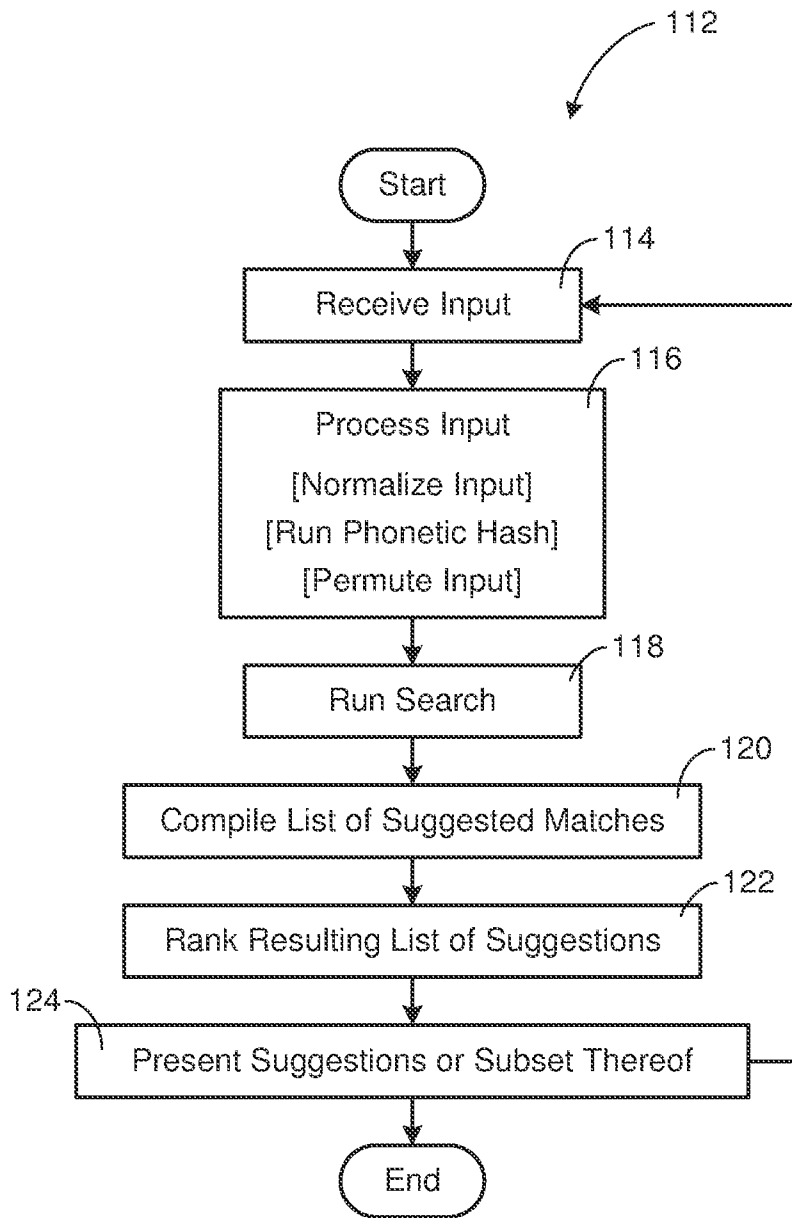 112
Start
114
Receive Input
116
Process Input
[Normalize Input]
[Run Phonetic Hash]
[Permute Input]
118
Run Search
120
Compile List of Suggested Matches
122
Rank Resulting List of Suggestions
124
Present Suggestions or Subset Thereof
End